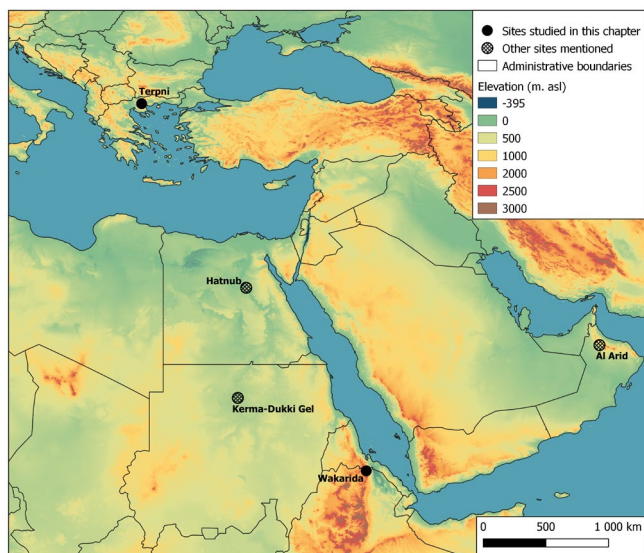 Sites studied in this chapter
Other sites mentioned
Administrative boundaries
Elevation (m. asl)
-395
0
500
1000
2000
2500
3000
Terpni
Hatnub
Al Arid
Kerma-Dukki Gel
Wakarida
0 500 1 000 km